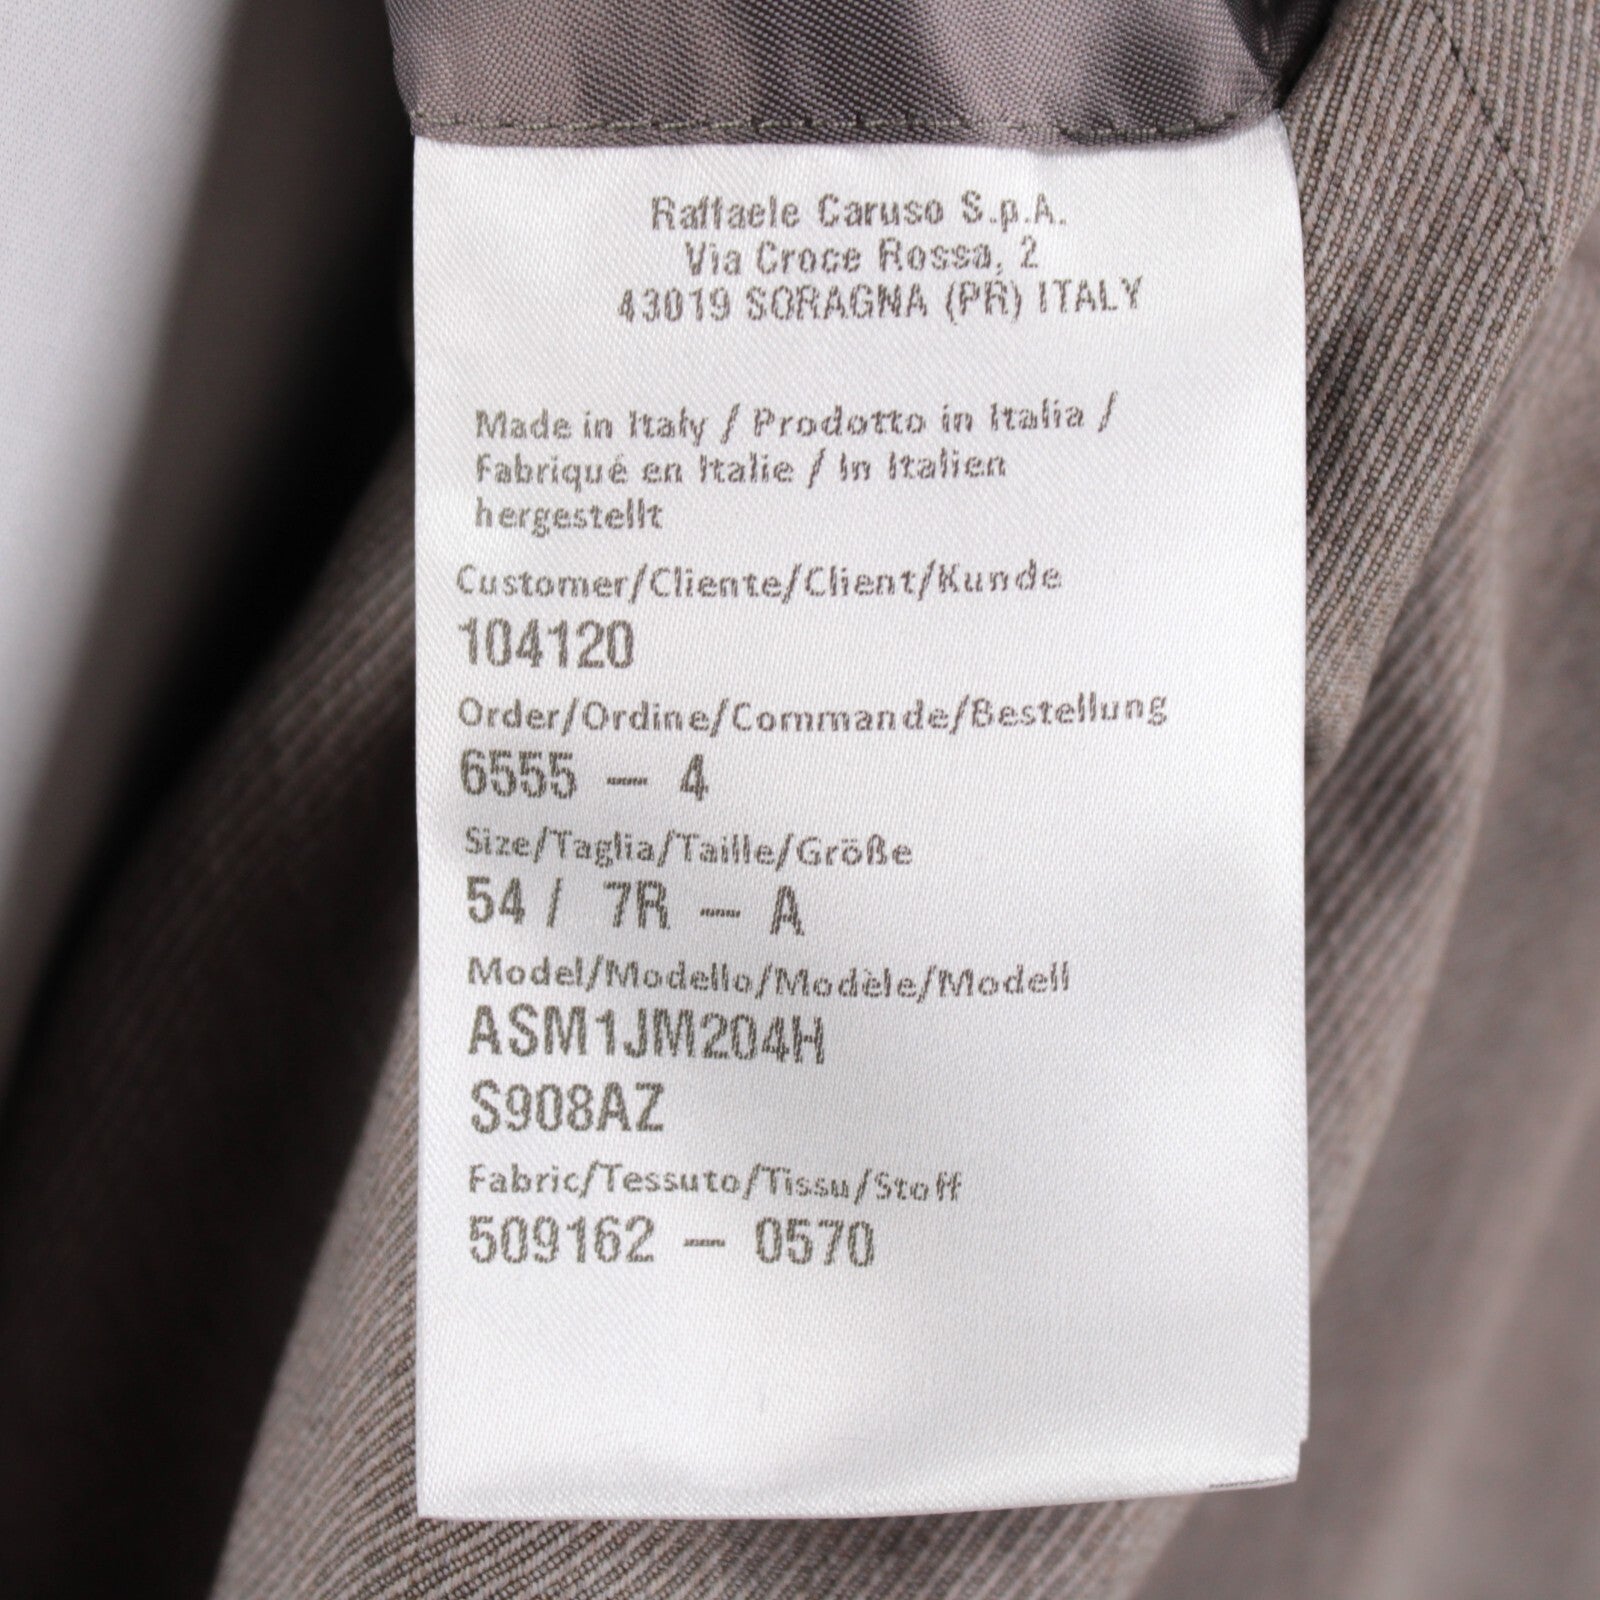 Raffaele Caruso S.p.A.
Via Croce Rossa, 2
43019 SORAGNA (PR) ITALY
Made in Italy / Prodotto in Italia /
Fabriqué en Italie / In Italien
hergestellt
Customer/Cliente/Client/Kunde
104120
Order/Ordine/Commande/Bestellung
6555 – 4
Size/Taglia/Taille/Größe
54 / 7R – A
Model/Modello/Modèle/Modell
ASM1JM204H
S908AZ
Fabric/Tessuto/Tissu/Stoff
509162 – 0570